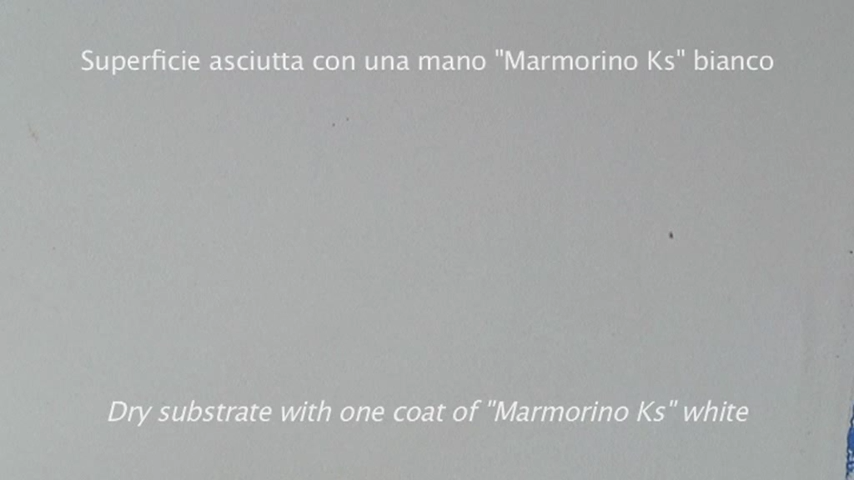 Superficie asciutta con una mano "Marmorino Ks" bianco
Dry substrate with one coat of "Marmorino Ks" white